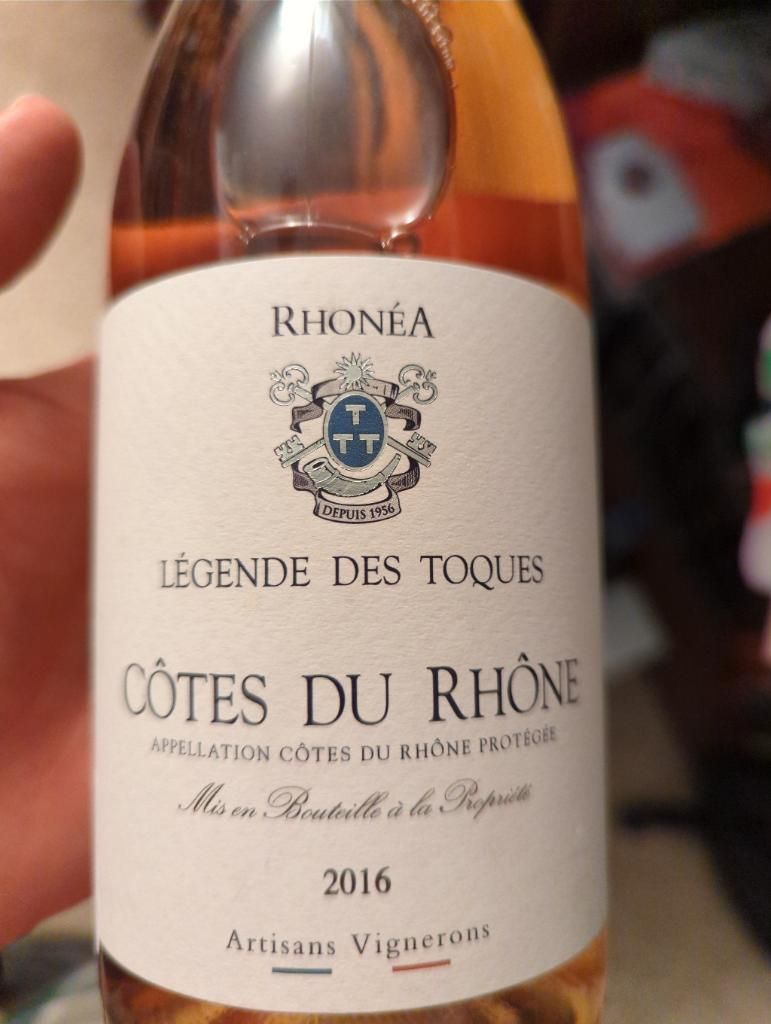 RHONÉA
T
T T T
DEPUIS 1956
LÉGENDE DES TOQUES
CÔTES DU RHÔNE
APPELLATION CÔTES DU RHÔNE PROTÉGÉE
Mis en Bouteille à la Propriété
2016
Artisans Vignerons